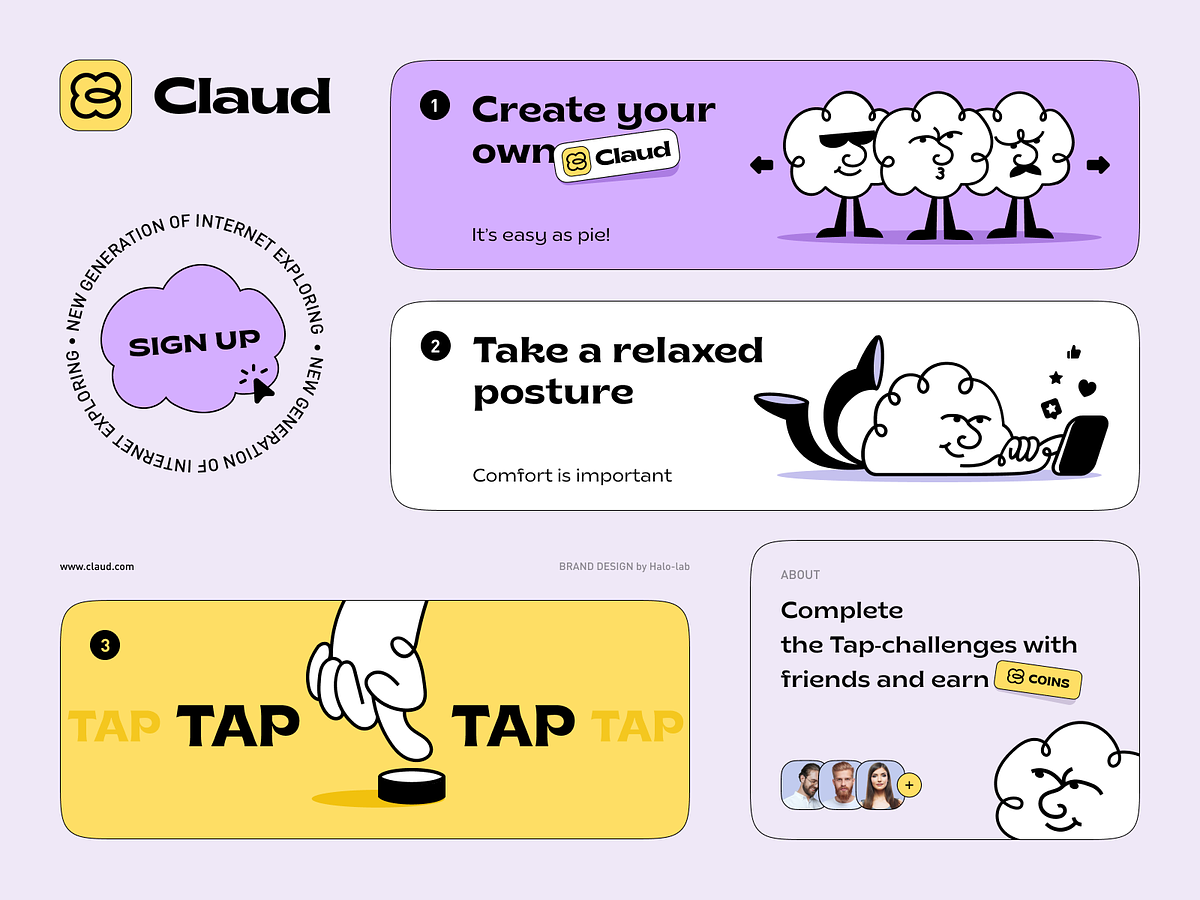 Claud
1
Create your
own Claud
It's easy as pie!
NEW GENERATION OF INTERNET EXPLORING • NEW GENERATION OF INTERNET EXPLORING •
SIGN UP
2
Take a relaxed
posture
Comfort is important
www.claud.com
BRAND DESIGN by Halo-lab
3
TAP TAP TAP TAP
ABOUT
Complete
the Tap-challenges with
friends and earn COINS
+